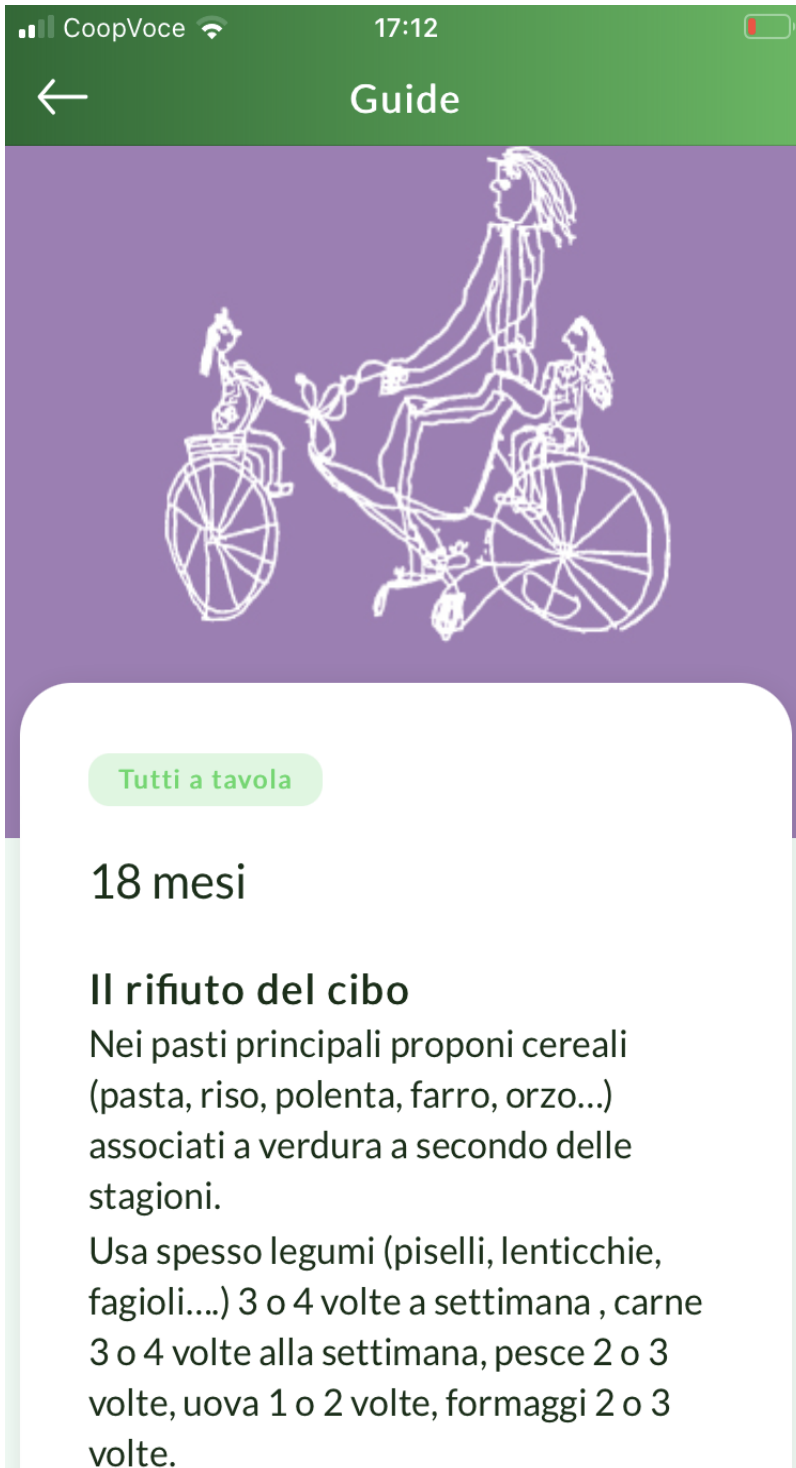 CoopVoce
17:12
Guide
Tutti a tavola
18 mesi
Il rifiuto del cibo
Nei pasti principali proponi cereali
(pasta, riso, polenta, farro, orzo...)
associati a verdura a secondo delle
stagioni.
Usa spesso legumi (piselli, lenticchie,
fagioli....) 3 o 4 volte a settimana , carne
3 o 4 volte alla settimana, pesce 2 o 3
volte, uova 1 o 2 volte, formaggi 2 o 3
volte.